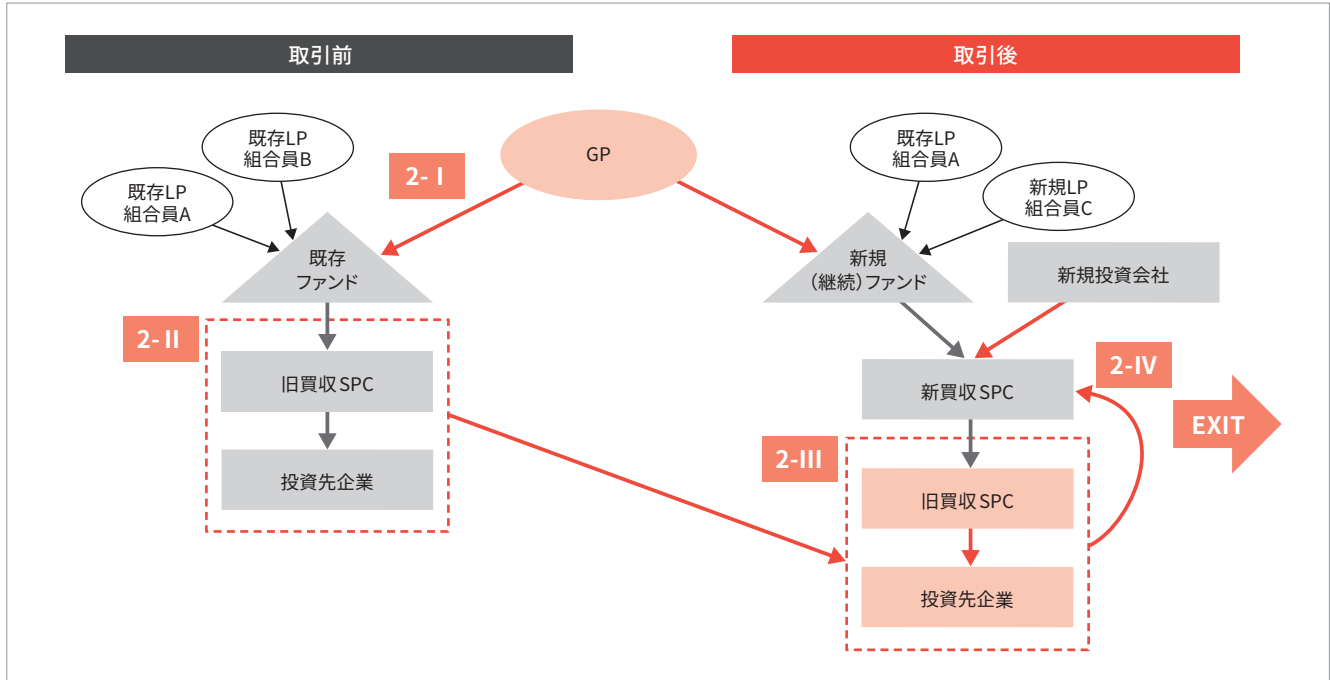 取引前
取引後
既存LP
組合員B
既存LP
組合員A
2-Ⅰ
GP
既存LP
組合員A
新規LP
組合員C
既存
ファンド
新規
（継続）ファンド
新規投資会社
2-Ⅱ
旧買収SPC
投資先企業
新買収SPC
2-Ⅳ
EXIT
2-Ⅲ
旧買収SPC
投資先企業